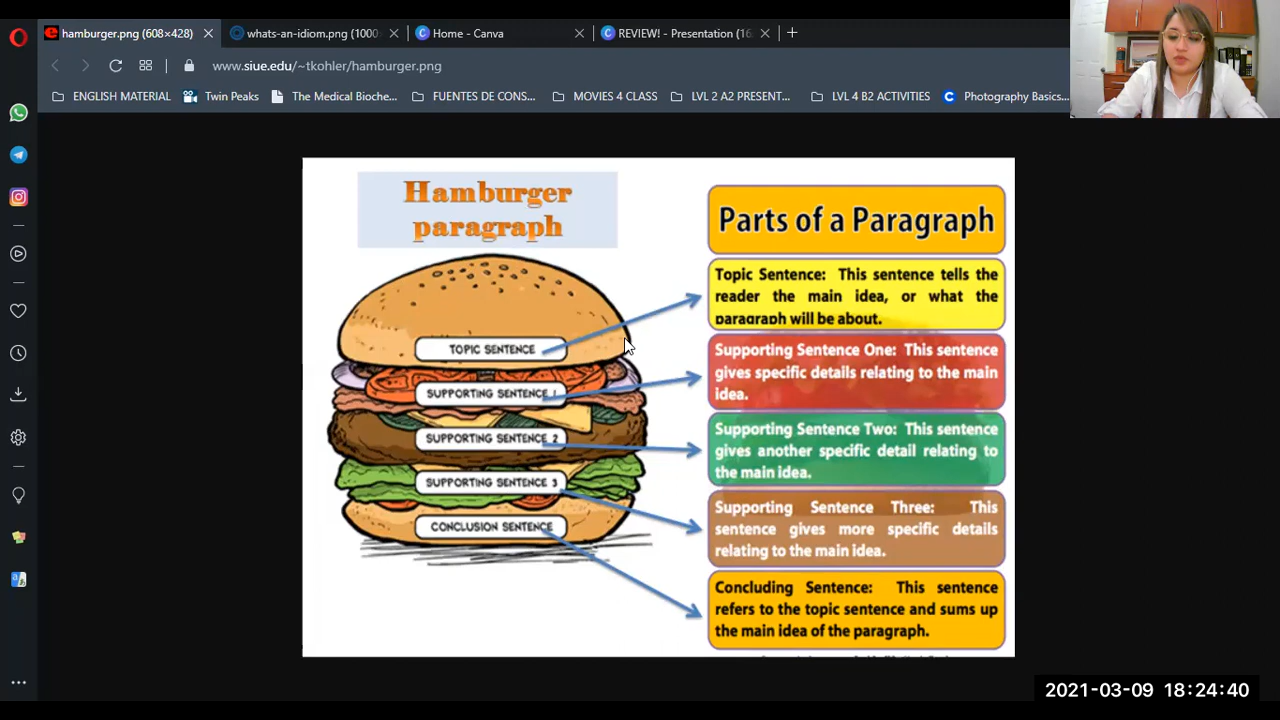 hamburger.png (608×428)
whats-an-idiom.png (1000×
Home - Canva
REVIEW! - Presentation (16:
www.siue.edu/~tkohler/hamburger.png
ENGLISH MATERIAL
Twin Peaks
The Medical Bioche...
FUENTES DE CONS...
MOVIES 4 CLASS
LVL 2 A2 PRESENT...
LVL 4 B2 ACTIVITIES
Photography Basics...
Hamburger
paragraph
TOPIC SENTENCE
SUPPORTING SENTENCE 1
SUPPORTING SENTENCE 2
SUPPORTING SENTENCE 3
CONCLUSION SENTENCE
Parts of a Paragraph
Topic Sentence: This sentence tells the
reader the main idea, or what the
paragraph will be about.
Supporting Sentence One: This sentence
gives specific details relating to the main
idea.
Supporting Sentence Two: This sentence
gives another specific detail relating to
the main idea.
Supporting Sentence Three: This
sentence gives more specific details
relating to the main idea.
Concluding Sentence: This sentence
refers to the topic sentence and sums up
the main idea of the paragraph.
2021-03-09 18:24:40